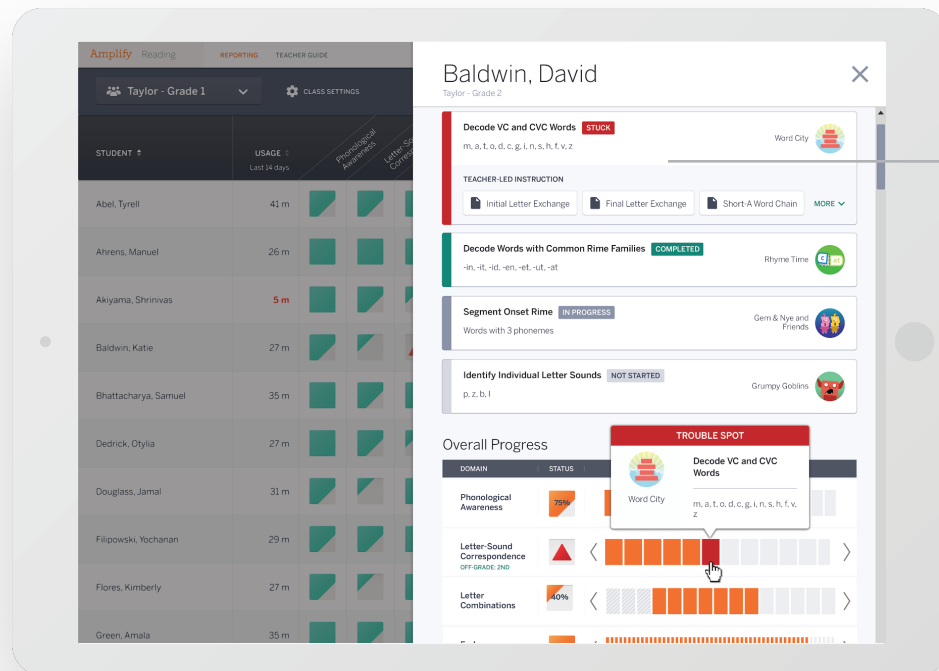 Amplify Reading REPORTING TEACHER GUIDE
Taylor - Grade 1 CLASS SETTINGS
STUDENT USAGE Last 14 days Phonological Awareness
Abel, Tyrell 41 m
Ahrens, Manuel 26 m
Akiyama, Shrinivas 5 m
Baldwin, Katie 27 m
Bhattacharya, Samuel 35 m
Dedrick, Otylia 27 m
Douglass, Jamal 31 m
Filipowski, Yochanan 29 m
Flores, Kimberly 27 m
Green, Amala 35 m
Baldwin, David
Taylor - Grade 2
Decode VC and CVC Words STUCK
m, a, t, o, d, c, g, i, n, s, h, f, v, z
Word City
TEACHER-LED INSTRUCTION
Initial Letter Exchange Final Letter Exchange Short-A Word Chain MORE
Decode Words with Common Rime Families COMPLETED
-in, -it, -id, -en, -et, -ut, -at
Rhyme Time
Segment Onset Rime IN PROGRESS
Words with 3 phonemes
Gem & Nye and
Friends
Identify Individual Letter Sounds NOT STARTED
p, z, b, l
Grumpy Goblins
Overall Progress
DOMAIN STATUS
TROUBLE SPOT
Decode VC and CVC
Words
Word City
m, a, t, o, d, c, g, i, n, s, h, f, v,
z
Phonological
Awareness
75%
Letter-Sound
Correspondence
OFF-GRADE: 2ND
Letter
Combinations
40%